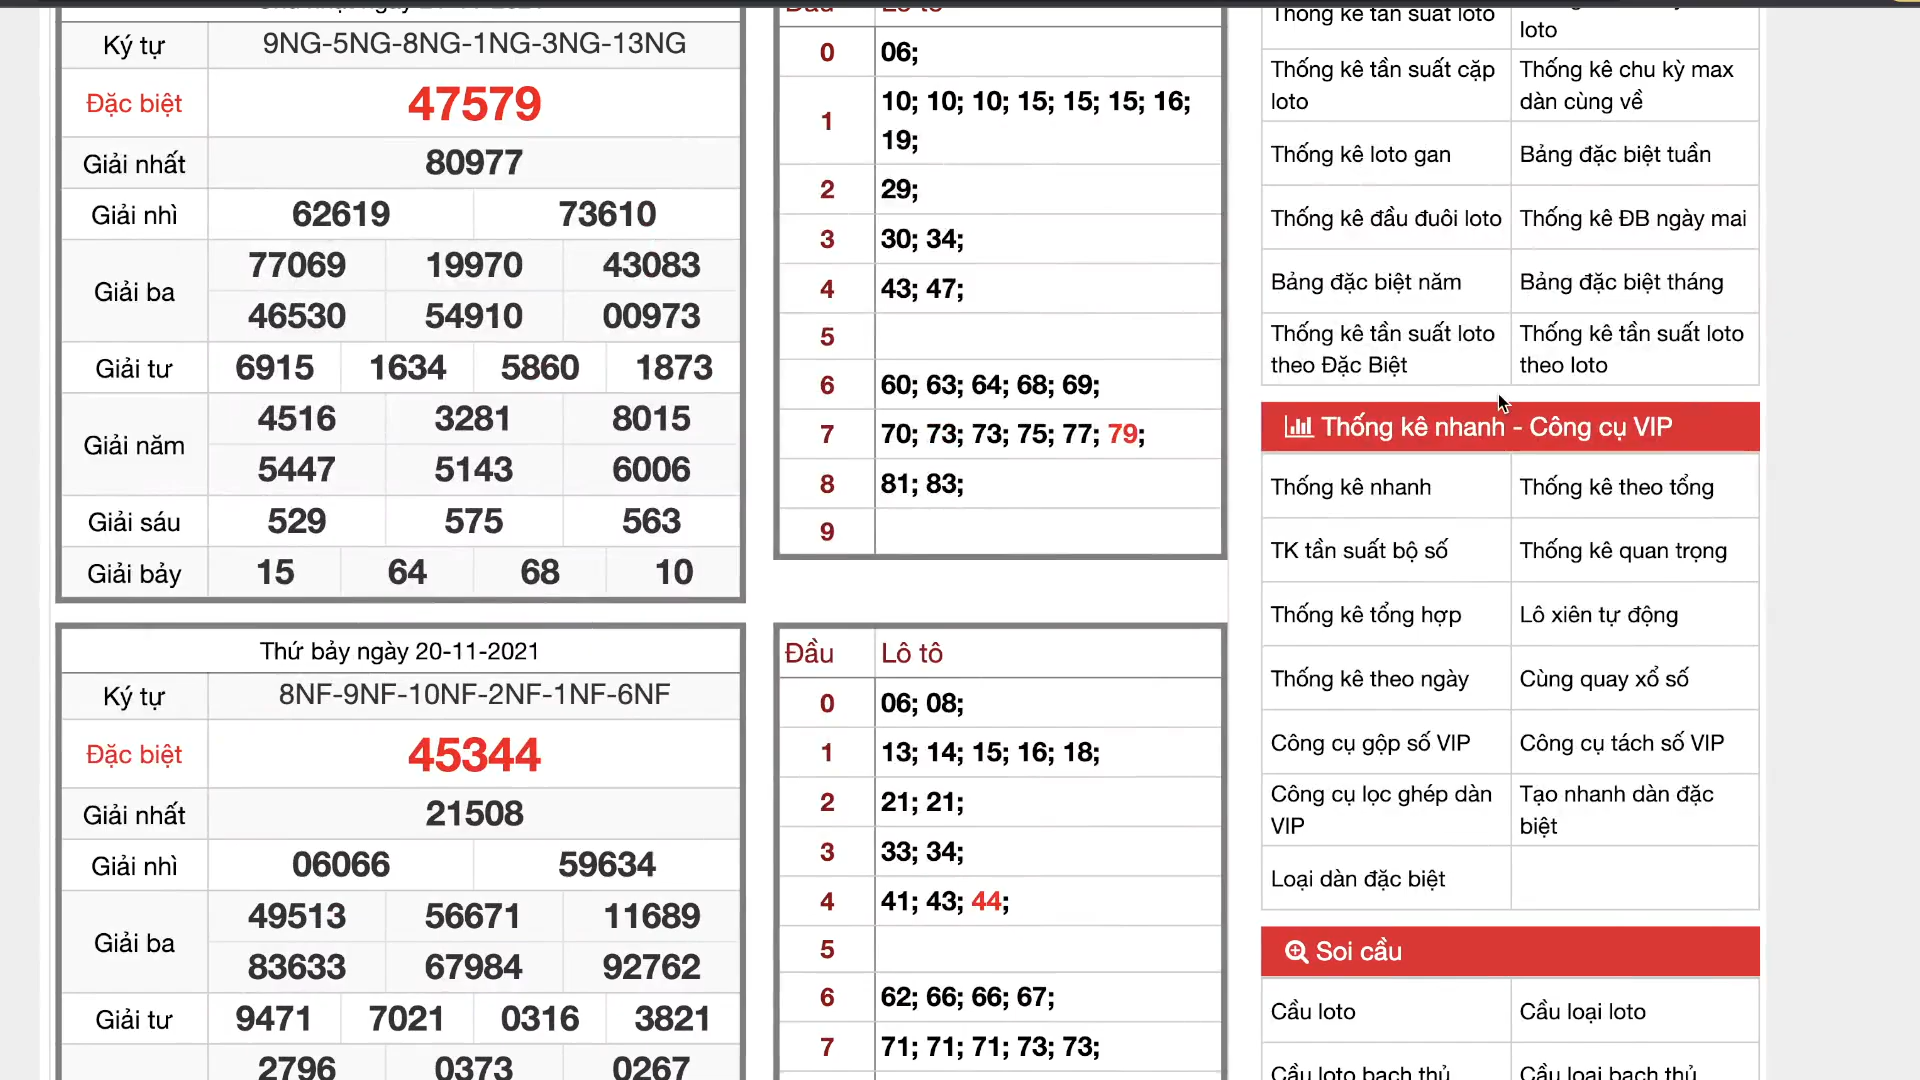 Ký tự 9NG-5NG-8NG-1NG-3NG-13NG
Đặc biệt 47579
Giải nhất 80977
Giải nhì 62619 73610
Giải ba 77069 19970 43083
46530 54910 00973
Giải tư 6915 1634 5860 1873
Giải năm 4516 3281 8015
5447 5143 6006
Giải sáu 529 575 563
Giải bảy 15 64 68 10
Thứ bảy ngày 20-11-2021
Ký tự 8NF-9NF-10NF-2NF-1NF-6NF
Đặc biệt 45344
Giải nhất 21508
Giải nhì 06066 59634
Giải ba 49513 56671 11689
83633 67984 92762
Giải tư 9471 7021 0316 3821
2796 0373 0267
Đầu Lô tô
0 06;
1 10; 10; 10; 15; 15; 15; 16;
19;
2 29;
3 30; 34;
4 43; 47;
5
6 60; 63; 64; 68; 69;
7 70; 73; 73; 75; 77; 79;
8 81; 83;
9
Đầu Lô tô
0 06; 08;
1 13; 14; 15; 16; 18;
2 21; 21;
3 33; 34;
4 41; 43; 44;
5
6 62; 66; 66; 67;
7 71; 71; 71; 73; 73;
Thống kê tần suất loto
loto
Thống kê tần suất cặp
loto
Thống kê chu kỳ max
dàn cùng về
Thống kê loto gan
Bảng đặc biệt tuần
Thống kê đầu đuôi loto
Thống kê ĐB ngày mai
Bảng đặc biệt năm
Bảng đặc biệt tháng
Thống kê tần suất loto
theo Đặc Biệt
Thống kê tần suất loto
theo loto
Thống kê nhanh - Công cụ VIP
Thống kê nhanh
Thống kê theo tổng
TK tần suất bộ số
Thống kê quan trọng
Thống kê tổng hợp
Lô xiên tự động
Thống kê theo ngày
Cùng quay xổ số
Công cụ gộp số VIP
Công cụ tách số VIP
Công cụ lọc ghép dàn
VIP
Tạo nhanh dàn đặc
biệt
Loại dàn đặc biệt
Soi cầu
Cầu loto
Cầu loại loto
Cầu loto bạch thủ
Cầu loại bạch thủ